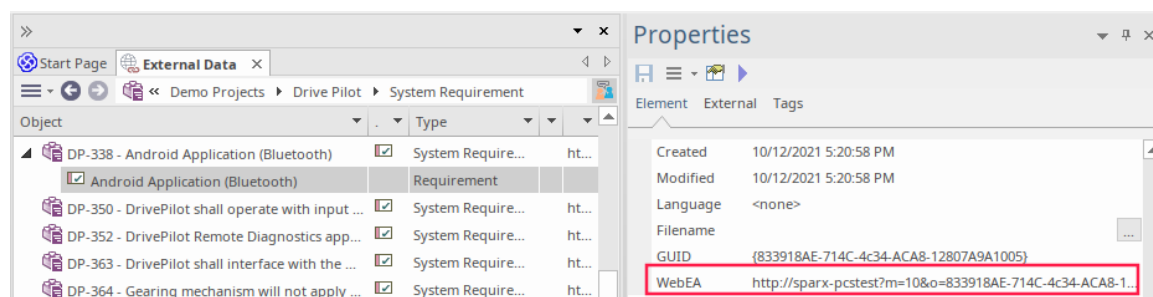 Start Page External Data
« Demo Projects Drive Pilot System Requirement
Object . Type
DP-338 - Android Application (Bluetooth) System Require... ht...
Android Application (Bluetooth) Requirement
DP-350 - DrivePilot shall operate with input ... System Require... ht...
DP-352 - DrivePilot Remote Diagnostics app... System Require... ht...
DP-363 - DrivePilot shall interface with the ... System Require... ht...
DP-364 - Gearing mechanism will not apply ... System Require... ht...
Properties
Element External Tags
Created 10/12/2021 5:20:58 PM
Modified 10/12/2021 5:20:58 PM
Language <none>
Filename ...
GUID {833918AE-714C-4c34-ACA8-12807A9A1005}
WebEA http://sparx-pcstest?m=10&o=833918AE-714C-4c34-ACA8-1...